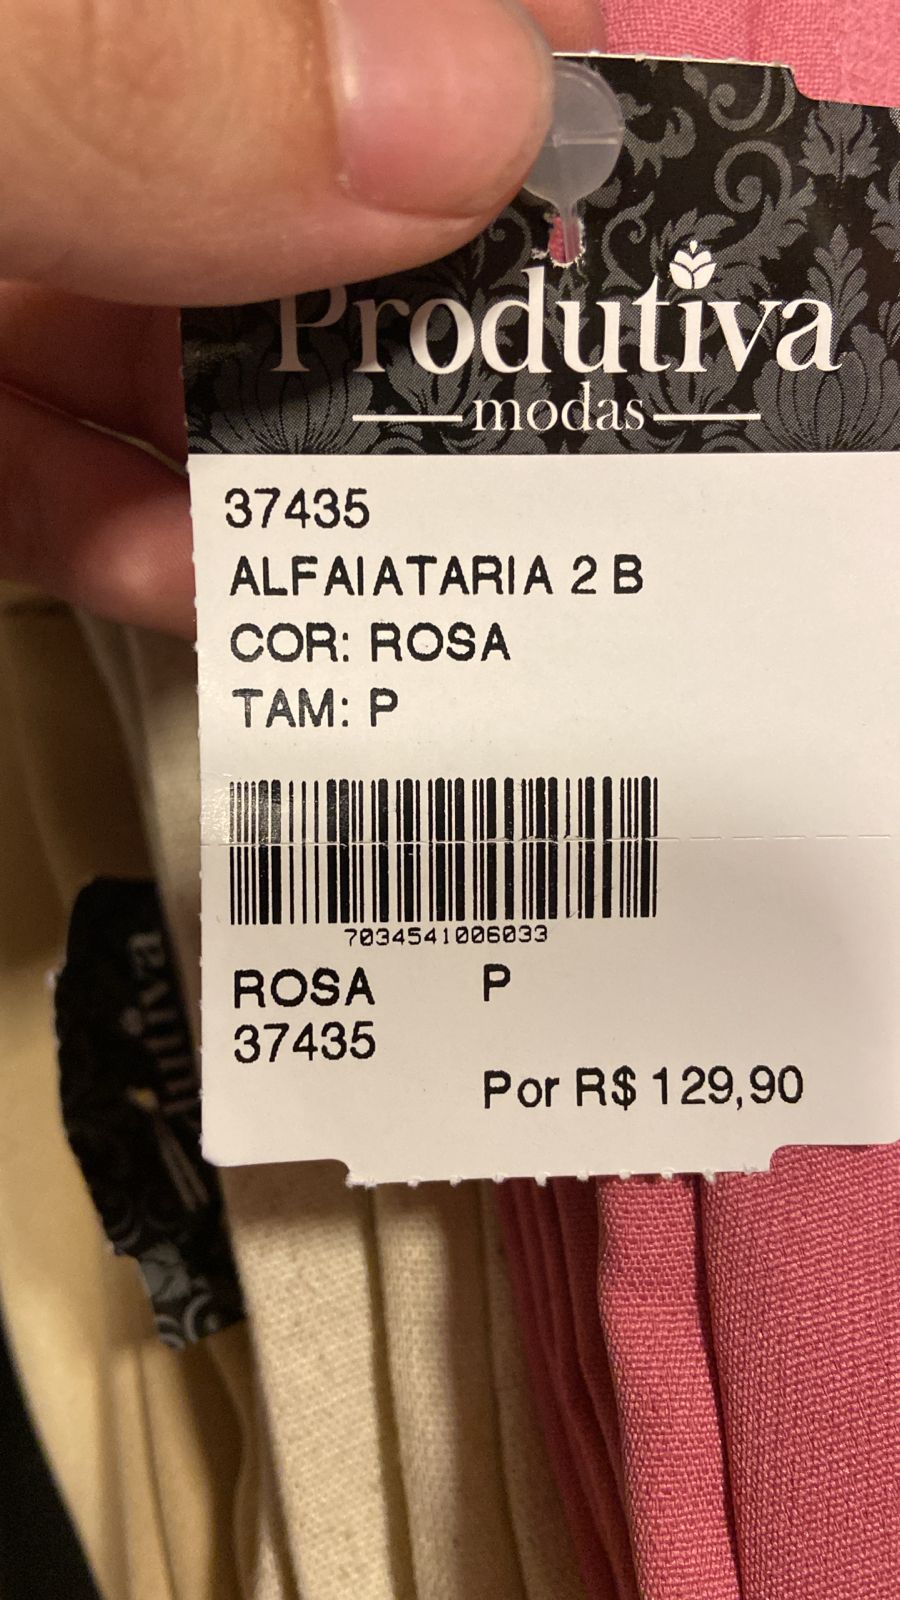 Produtiva
modas
37435
ALFAIATARIA 2 B
COR: ROSA
TAM: P
7034541006033
ROSA P
37435
Por R$ 129,90